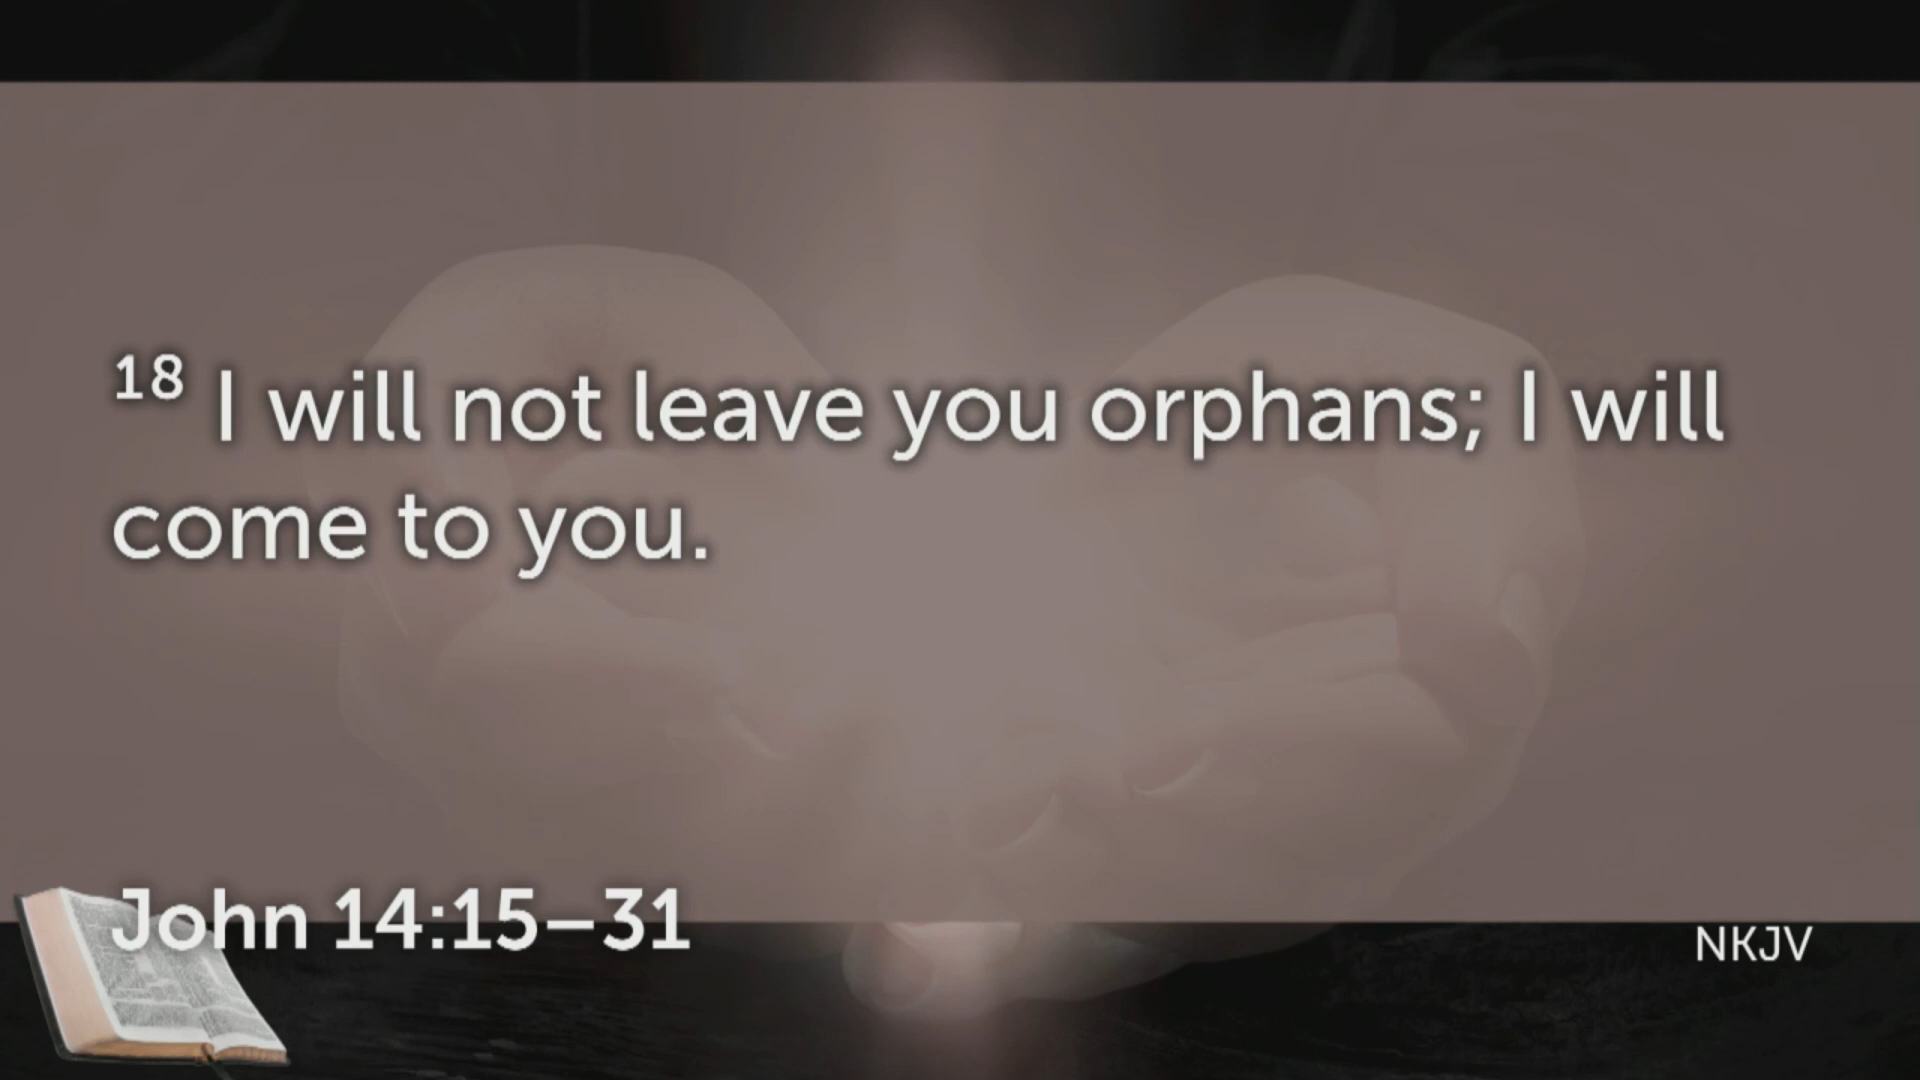 18 I will not leave you orphans; I will
come to you.
John 14:15–31
NKJV